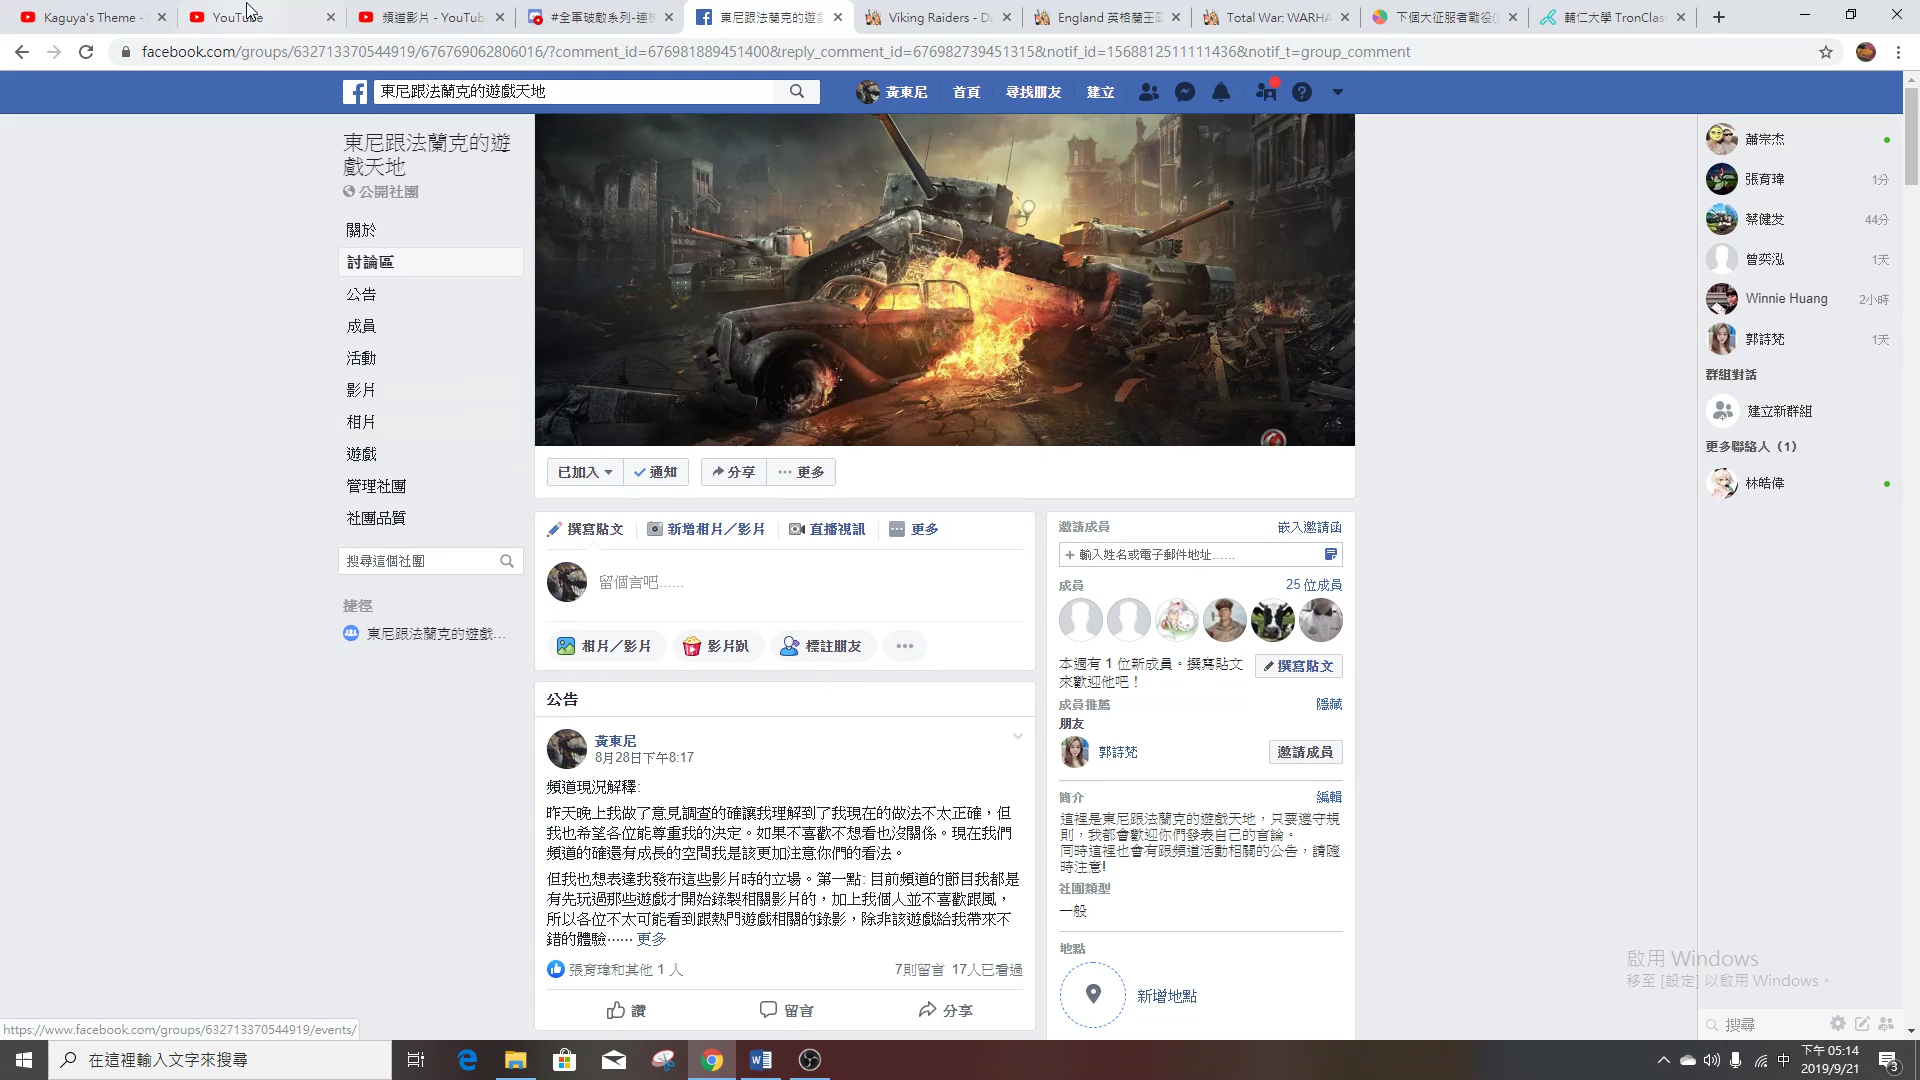 Kaguya's Theme -
YouTube
頻道影片 - YouTub
#全軍破敵系列-連
東尼跟法蘭克的遊
Viking Raiders - D
England 英格蘭王
Total War: WARHA
下個大征服者戰役
輔仁大學 TronClas
facebook.com/groups/632713370544919/676769062806016/?comment_id=676981889451400&reply_comment_id=676982739451315&notif_id=1568812511111436&notif_t=group_comment
東尼跟法蘭克的遊戲天地
黃東尼
首頁
尋找朋友
建立
東尼跟法蘭克的遊
戲天地
公開社團
關於
討論區
公告
成員
活動
影片
相片
遊戲
管理社團
社團品質
搜尋這個社團
捷徑
東尼跟法蘭克的遊戲...
已加入
通知
分享
更多
撰寫貼文
新增相片／影片
直播視訊
更多
留個言吧......
相片／影片
影片趴
標註朋友
公告
黃東尼
8月28日下午8:17
頻道現況解釋:
昨天晚上我做了意見調查的確讓我理解到了我現在的做法不太正確，但
我也希望各位能尊重我的決定。如果不喜歡不想看也沒關係。現在我們
頻道的確還有成長的空間我是該更加注意你們的看法。
但我也想表達我發布這些影片時的立場。第一點: 目前頻道的節目我都是
有先玩過那些遊戲才開始錄製相關影片的，加上我個人並不喜歡跟風，
所以各位不太可能看到跟熱門遊戲相關的錄影，除非該遊戲給我帶來不
錯的體驗…… 更多
張育瑋和其他 1 人
7則留言 17人已看過
讚
留言
分享
邀請成員
嵌入邀請函
+ 輸入姓名或電子郵件地址......
成員
25 位成員
本週有 1 位新成員。撰寫貼文
來歡迎他吧！
撰寫貼文
成員推薦
隱藏
朋友
郭詩梵
邀請成員
簡介
編輯
這裡是東尼跟法蘭克的遊戲天地，只要遵守規
則，我都會歡迎你們發表自己的言論。
同時這裡也會有跟頻道活動相關的公告，請隨
時注意!
社團類型
一般
地點
新增地點
蕭宗杰
張育瑋
1分
蔡健发
44分
曾奕泓
1天
Winnie Huang
2小時
郭詩梵
1天
群組對話
建立新群組
更多聯絡人 (1)
林皓偉
啟用 Windows
移至 [設定] 以啟用 Windows。
搜尋
https://www.facebook.com/groups/632713370544919/events/
在這裡輸入文字來搜尋
中
下午 05:14
2019/9/21
3